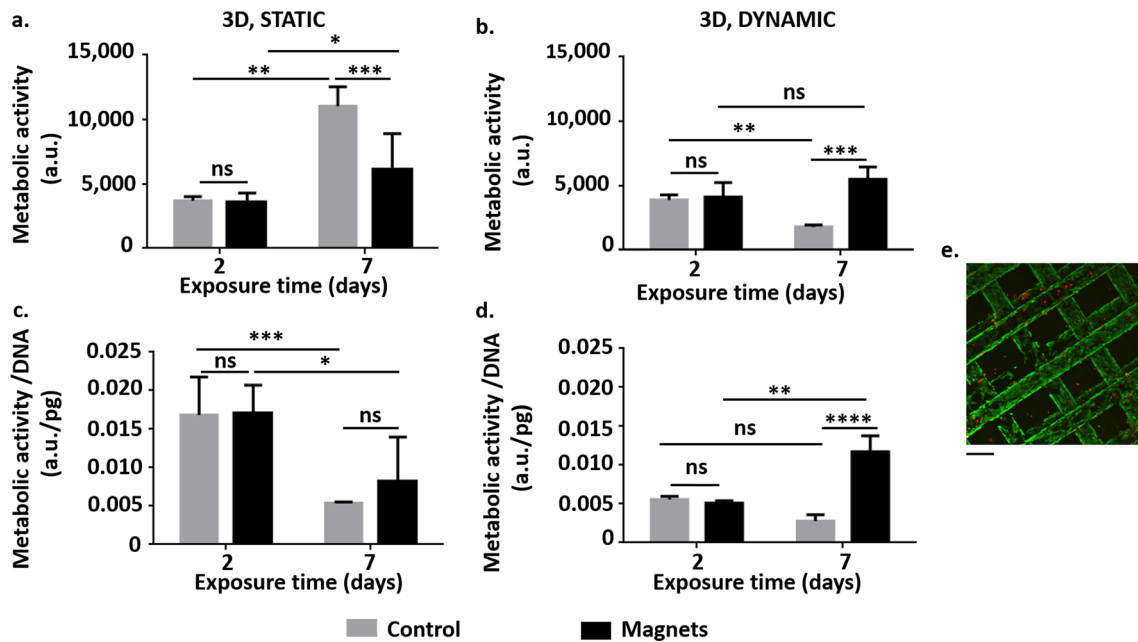 a.
3D, STATIC
Metabolic activity
(a.u.)
15,000
10,000
5,000
0
*
**
***
ns
2
7
Exposure time (days)
b.
3D, DYNAMIC
Metabolic activity
(a.u.)
15,000
10,000
5,000
0
ns
**
***
ns
2
7
Exposure time (days)
c.
Metabolic activity /DNA
(a.u./pg)
0.025
0.020
0.015
0.010
0.005
0
***
ns
*
ns
2
7
Exposure time (days)
d.
Metabolic activity /DNA
(a.u./pg)
0.025
0.020
0.015
0.010
0.005
0
**
ns
****
ns
2
7
Exposure time (days)
e.
Control
Magnets